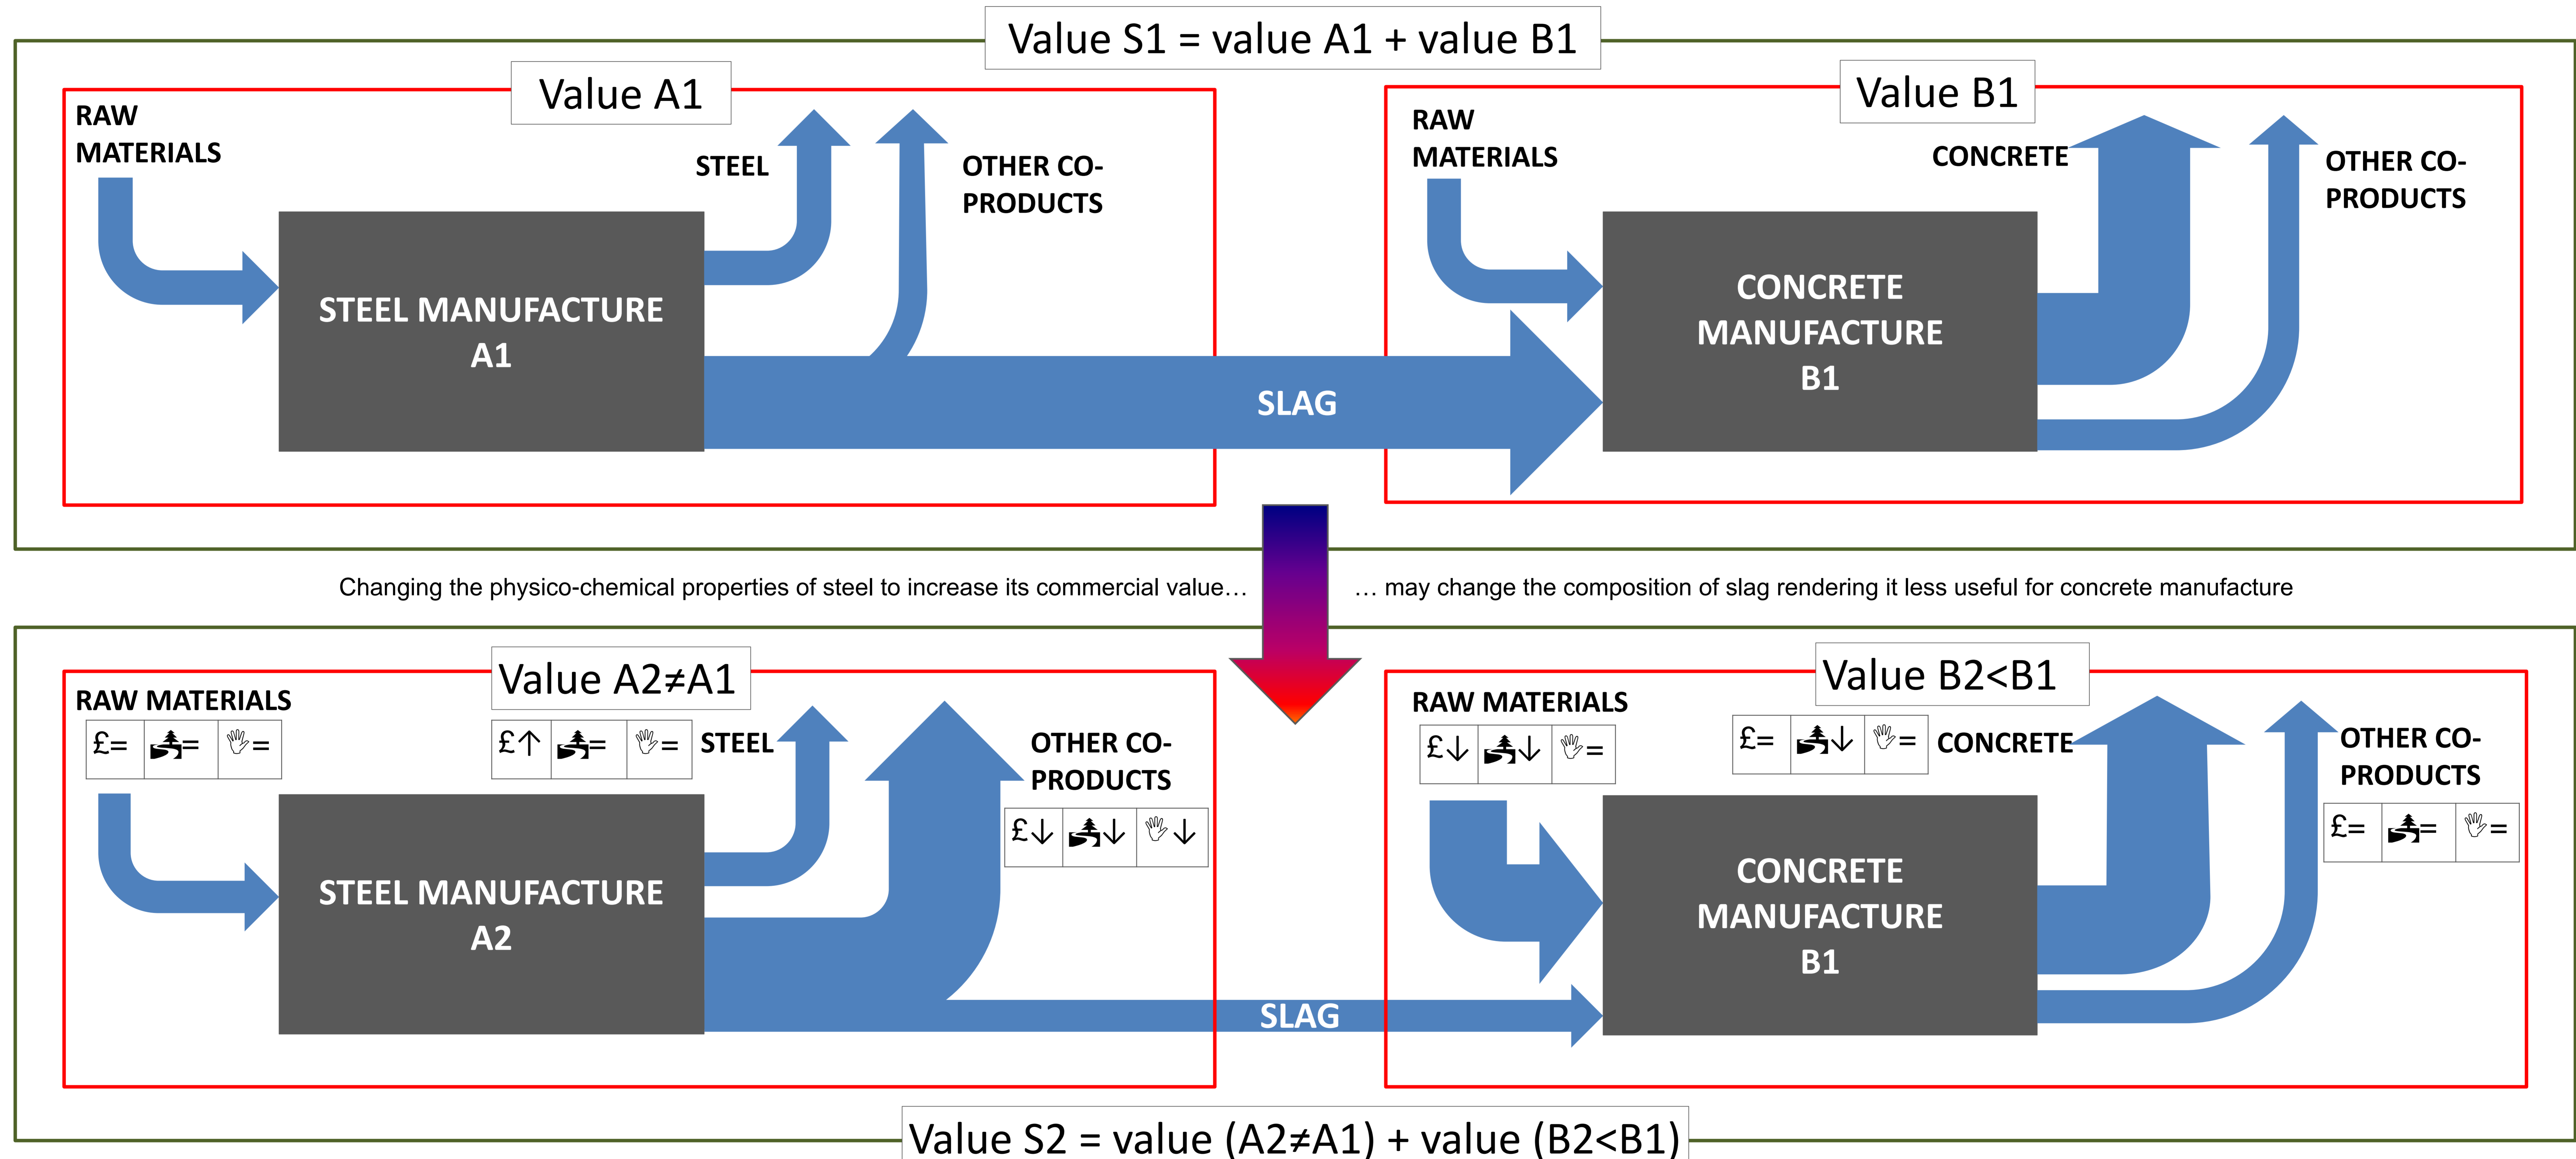 Value S1 = value A1 + value B1
Value A1
RAW
MATERIALS
STEEL
OTHER CO-
PRODUCTS
STEEL MANUFACTURE
A1
SLAG
Value B1
RAW
MATERIALS
CONCRETE
OTHER CO-
PRODUCTS
CONCRETE
MANUFACTURE
B1
Changing the physico-chemical properties of steel to increase its commercial value…
… may change the composition of slag rendering it less useful for concrete manufacture
Value A2≠A1
RAW MATERIALS
£= = =
£↑ = =
STEEL
OTHER CO-
PRODUCTS
£↓ ↓ ↓
STEEL MANUFACTURE
A2
SLAG
Value B2<B1
RAW MATERIALS
£↓ ↓ =
£= ↓ =
CONCRETE
OTHER CO-
PRODUCTS
£= = =
CONCRETE
MANUFACTURE
B1
Value S2 = value (A2≠A1) + value (B2<B1)